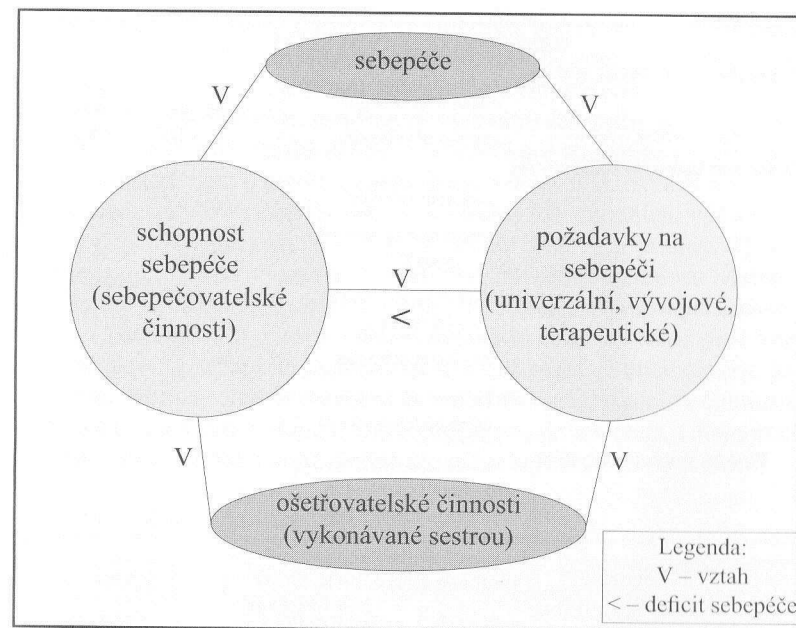 sebepéče
V
V
schopnost
sebepéče
(sebepečovatelské
činnosti)
V
<
požadavky na
sebepéči
(univerzální, vývojové,
terapeutické)
V
V
ošetřovatelské činnosti
(vykonávané sestrou)
Legenda:
V – vztah
< – deficit sebepéče